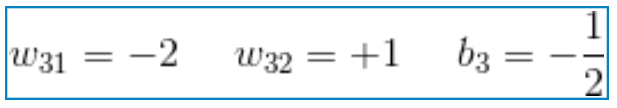 w₃₁ = −2 w₃₂ = +1 b₃ = −1/2